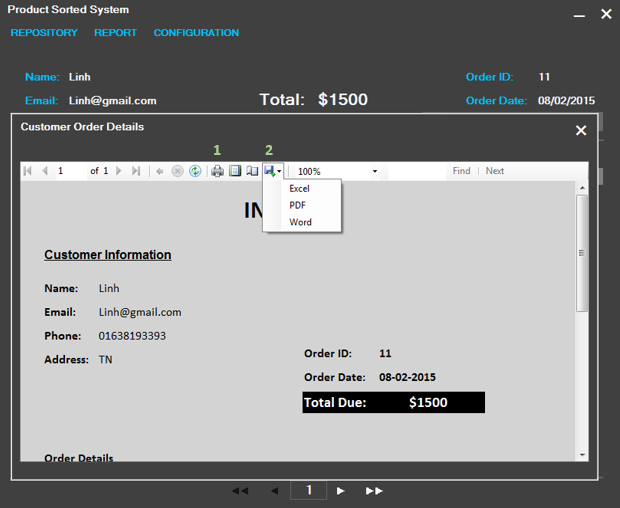 Product Sorted System
REPOSITORY REPORT CONFIGURATION
Name: Linh
Order ID: 11
Email: Linh@gmail.com
Total: $1500
Order Date: 08/02/2015
Customer Order Details
1 2
1 of 1 100% Find | Next
Excel
PDF
Word
IN
Customer Information
Name: Linh
Email: Linh@gmail.com
Phone: 01638193393
Address: TN
Order ID: 11
Order Date: 08-02-2015
Total Due: $1500
Order Details
1